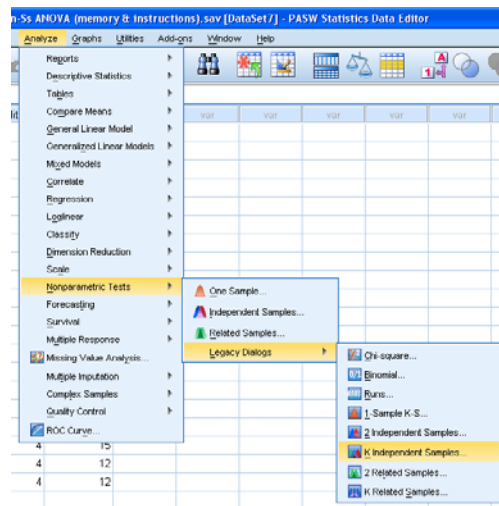 n-Ss ANOVA (memory & instructions).sav [DataSet7] - PASW Statistics Data Editor
Analyze Graphs Utilities Add-ons Window Help
Reports
Descriptive Statistics
Tables
Compare Means
var var var var var
General Linear Model
Generalized Linear Models
Mixed Models
Correlate
Regression
Loglinear
Classify
Dimension Reduction
Scale
Nonparametric Tests
One Sample...
Forecasting
Independent Samples...
Survival
Related Samples...
Multiple Response
Legacy Dialogs
Chi-square...
Missing Value Analysis...
Binomial...
Multiple Imputation
Runs...
Complex Samples
1-Sample K-S...
Quality Control
2 Independent Samples...
ROC Curve...
4 15
K Independent Samples...
4 12
2 Related Samples...
4 12
K Related Samples...